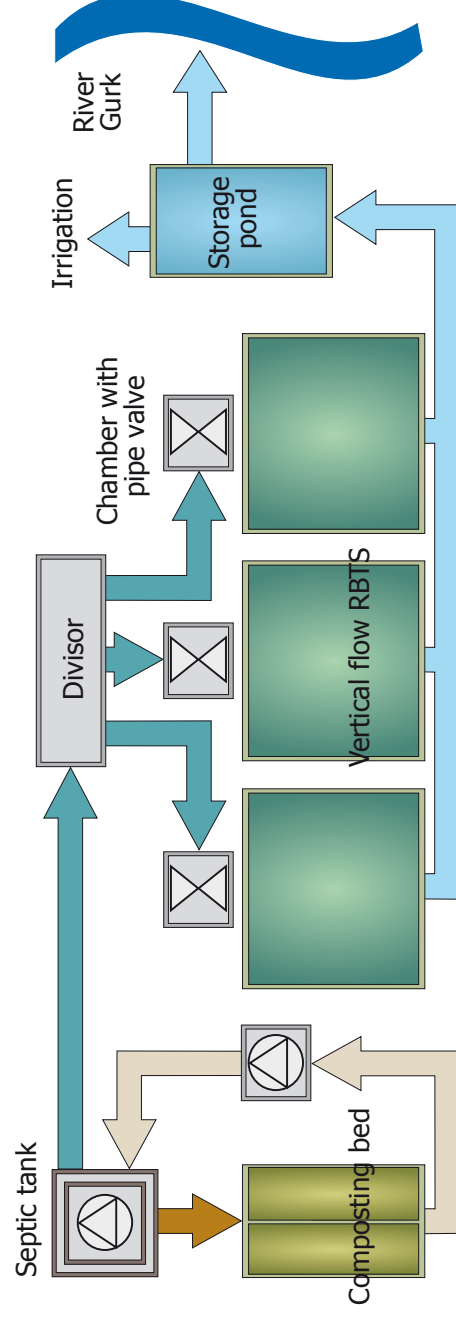 Septic tank
Divisor
Chamber with
pipe valve
Irrigation
River
Gurk
Storage
pond
Vertical flow RBTS
Composting bed